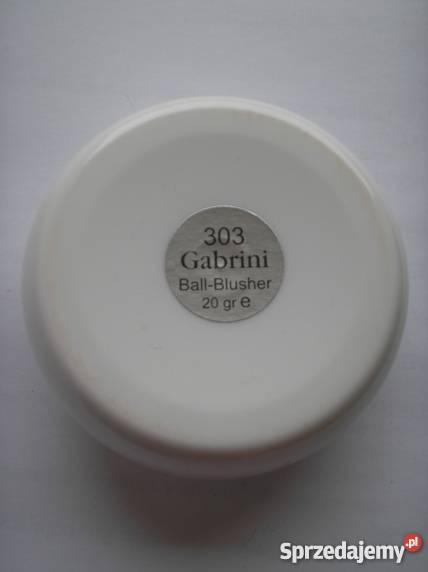 303
Gabrini
Ball-Blusher
20 gr e
Sprzedajemy.pl